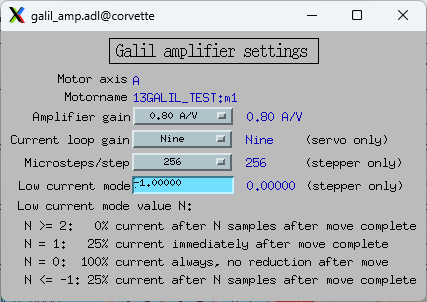 galil_amp.adl@corvette
Galil amplifier settings
Motor axis A
Motorname 13GALIL_TEST:m1
Amplifier gain 0.80 A/V 0.80 A/V
Current loop gain Nine Nine (servo only)
Microsteps/step 256 256 (stepper only)
Low current mode -1.00000 0.00000 (stepper only)
Low current mode value N:
N >= 2: 0% current after N samples after move complete
N = 1: 25% current immediately after move complete
N = 0: 100% current always, no reduction after move
N <= -1: 25% current after N samples after move complete